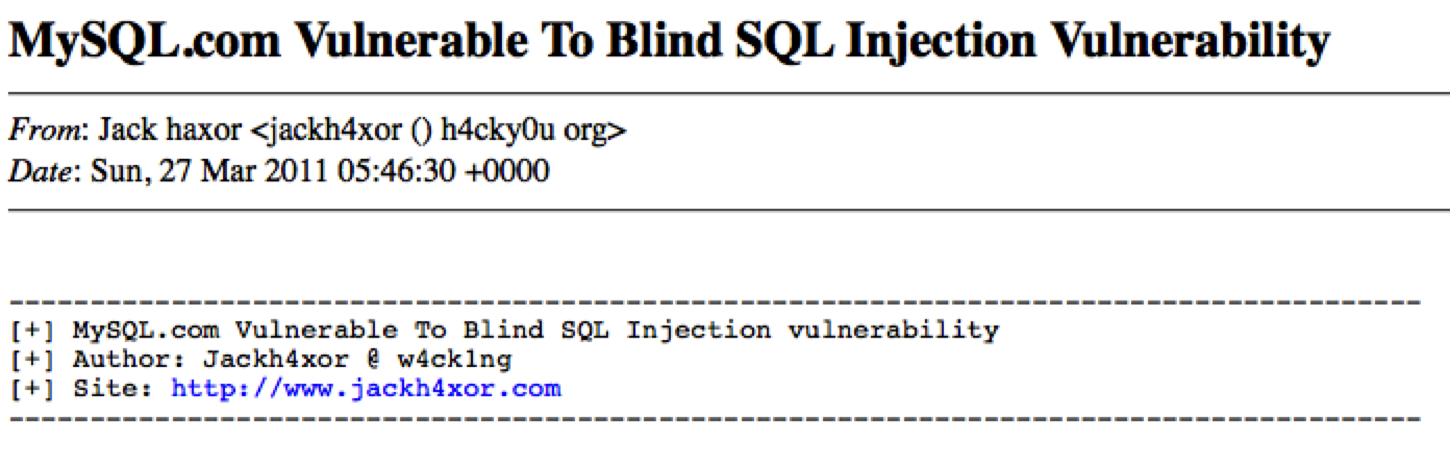 MySQL.com Vulnerable To Blind SQL Injection Vulnerability
From: Jack haxor <jackh4xor () h4cky0u org>
Date: Sun, 27 Mar 2011 05:46:30 +0000
---------------------------------------------------------------------------------------
[+] MySQL.com Vulnerable To Blind SQL Injection vulnerability
[+] Author: Jackh4xor @ w4ck1ng
[+] Site: http://www.jackh4xor.com
---------------------------------------------------------------------------------------